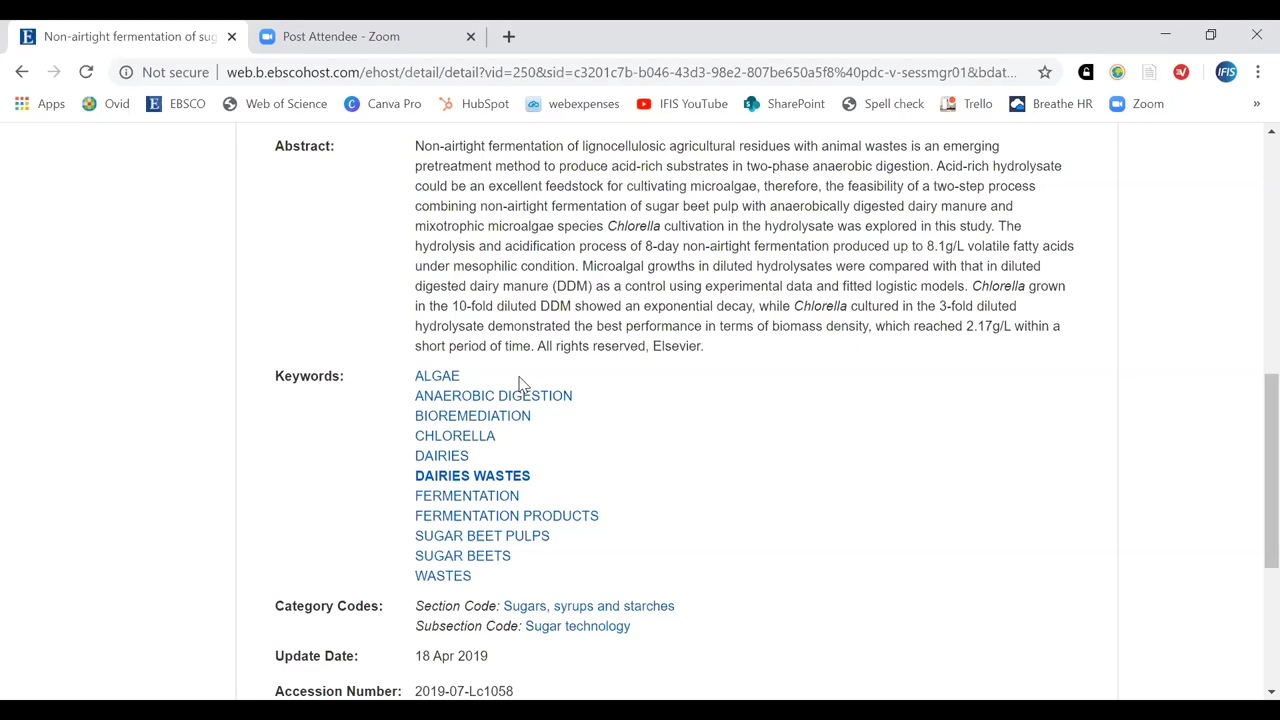 Non-airtight fermentation of sug
Post Attendee - Zoom
Not secure
web.b.ebscohost.com/ehost/detail/detail?vid=250&sid=c3201c7b-b046-43d3-98e2-807be650a5f8%40pdc-v-sessmgr01&bdat...
IFIS
Apps
Ovid
EBSCO
Web of Science
Canva Pro
HubSpot
webexpenses
IFIS YouTube
SharePoint
Spell check
Trello
Breathe HR
Zoom
»
Abstract:
Non-airtight fermentation of lignocellulosic agricultural residues with animal wastes is an emerging
pretreatment method to produce acid-rich substrates in two-phase anaerobic digestion. Acid-rich hydrolysate
could be an excellent feedstock for cultivating microalgae, therefore, the feasibility of a two-step process
combining non-airtight fermentation of sugar beet pulp with anaerobically digested dairy manure and
mixotrophic microalgae species Chlorella cultivation in the hydrolysate was explored in this study. The
hydrolysis and acidification process of 8-day non-airtight fermentation produced up to 8.1g/L volatile fatty acids
under mesophilic condition. Microalgal growths in diluted hydrolysates were compared with that in diluted
digested dairy manure (DDM) as a control using experimental data and fitted logistic models. Chlorella grown
in the 10-fold diluted DDM showed an exponential decay, while Chlorella cultured in the 3-fold diluted
hydrolysate demonstrated the best performance in terms of biomass density, which reached 2.17g/L within a
short period of time. All rights reserved, Elsevier.
Keywords:
ALGAE
ANAEROBIC DIGESTION
BIOREMEDIATION
CHLORELLA
DAIRIES
DAIRIES WASTES
FERMENTATION
FERMENTATION PRODUCTS
SUGAR BEET PULPS
SUGAR BEETS
WASTES
Category Codes:
Section Code: Sugars, syrups and starches
Subsection Code: Sugar technology
Update Date:
18 Apr 2019
Accession Number:
2019-07-Lc1058